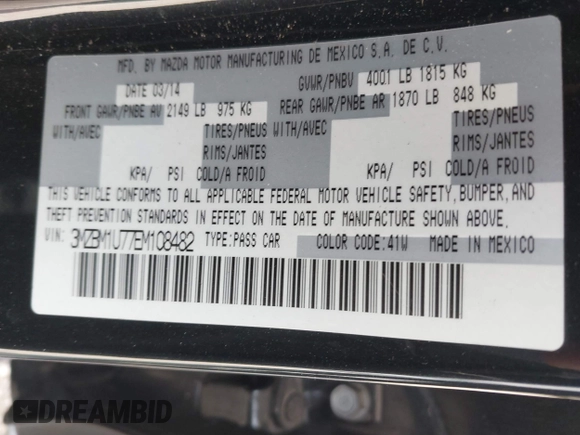 MFD. BY MAZDA MOTOR MANUFACTURING DE MEXICO S.A. DE C.V.
DATE 03/14 GVWR/PNBV 4001 LB 1815 KG
FRONT GAWR/PNBE AV 2149 LB 975 KG REAR GAWR/PNBE AR 1870 LB 848 KG
WITH/AVEC TIRES/PNEUS WITH/AVEC TIRES/PNEUS
RIMS/JANTES RIMS/JANTES
KPA/ PSI COLD/A FROID KPA/ PSI COLD/A FROID
THIS VEHICLE CONFORMS TO ALL APPLICABLE FEDERAL MOTOR VEHICLE SAFETY, BUMPER, AND
THEFT PREVENTION STANDARDS IN EFFECT ON THE DATE OF MANUFACTURE SHOWN ABOVE.
VIN: 3MZBM1U77EM108482 TYPE:PASS CAR COLOR CODE:41W MADE IN MEXICO
DREAMBID